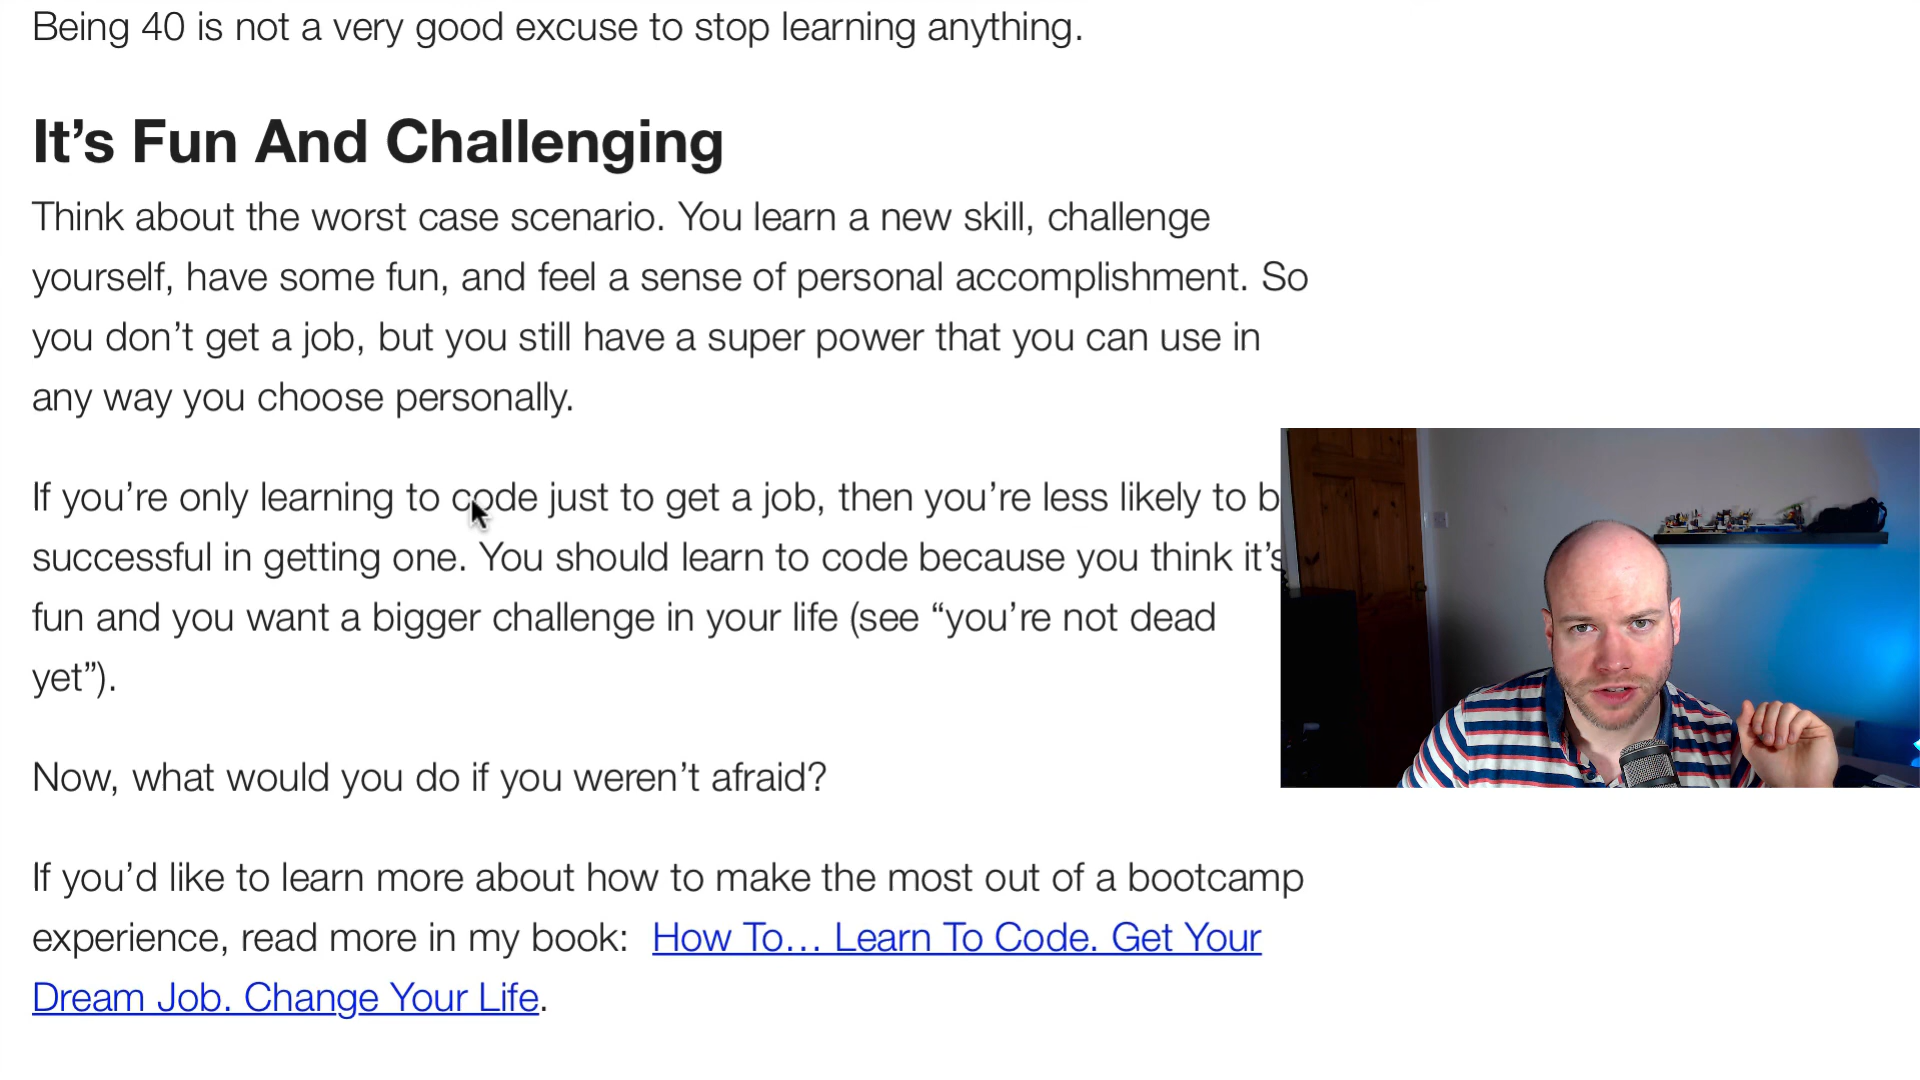 Being 40 is not a very good excuse to stop learning anything.
It’s Fun And Challenging
Think about the worst case scenario. You learn a new skill, challenge
yourself, have some fun, and feel a sense of personal accomplishment. So
you don’t get a job, but you still have a super power that you can use in
any way you choose personally.
If you’re only learning to code just to get a job, then you’re less likely to b
successful in getting one. You should learn to code because you think it’s
fun and you want a bigger challenge in your life (see “you’re not dead
yet”).
Now, what would you do if you weren’t afraid?
If you’d like to learn more about how to make the most out of a bootcamp
experience, read more in my book:  How To… Learn To Code. Get Your
Dream Job. Change Your Life.